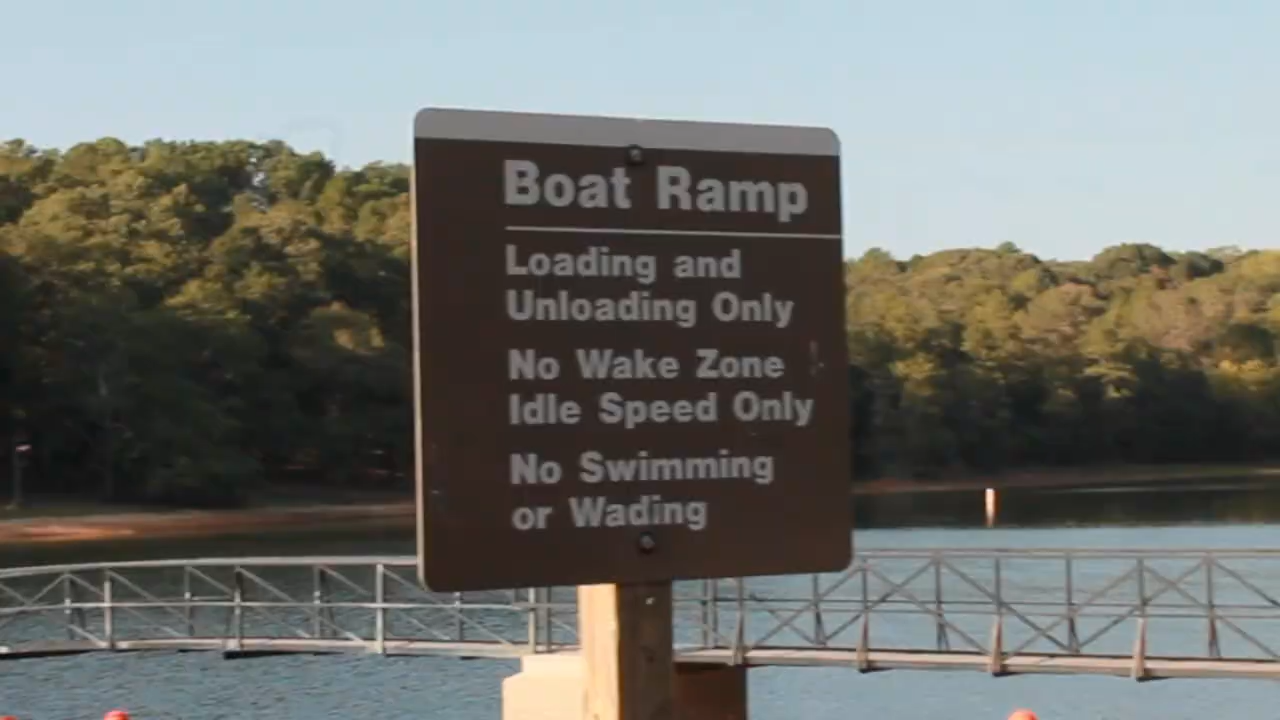 Boat Ramp
Loading and
Unloading Only
No Wake Zone
Idle Speed Only
No Swimming
or Wading